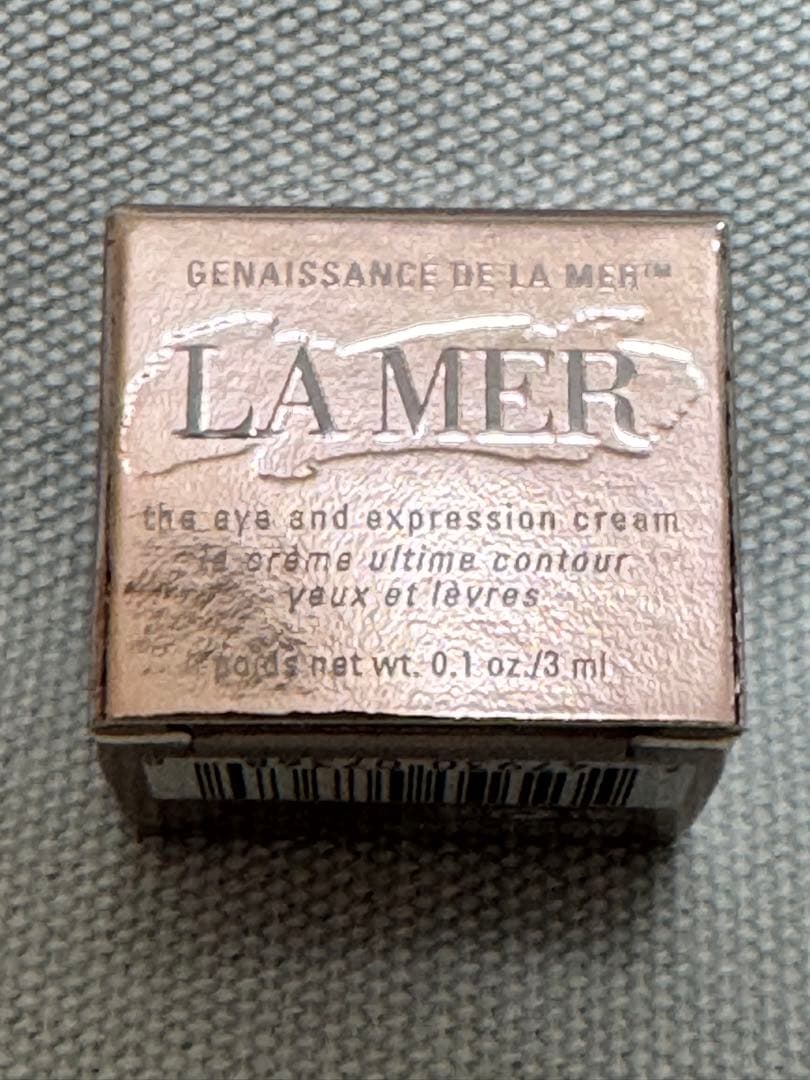 GENAISSANCE DE LA MER™
LA MER
the eye and expression cream
la crème ultime contour
yeux et lèvres
poids net wt. 0.1 oz./3 ml